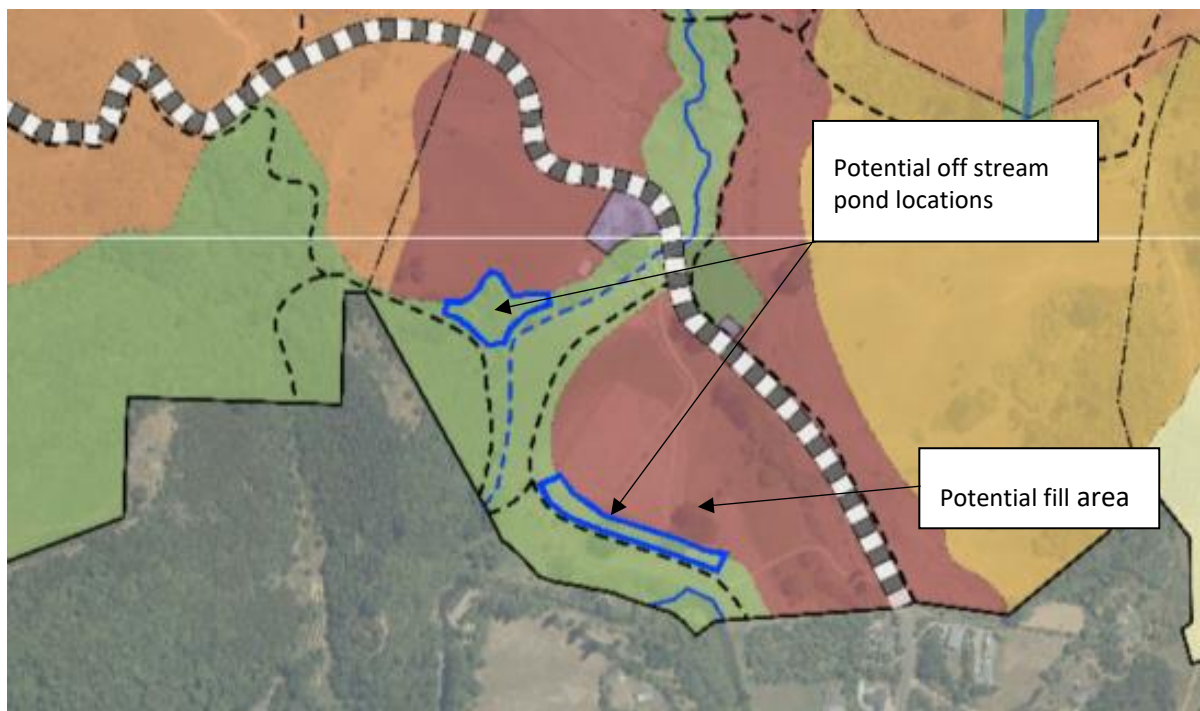 Potential off stream
pond locations
Potential fill area